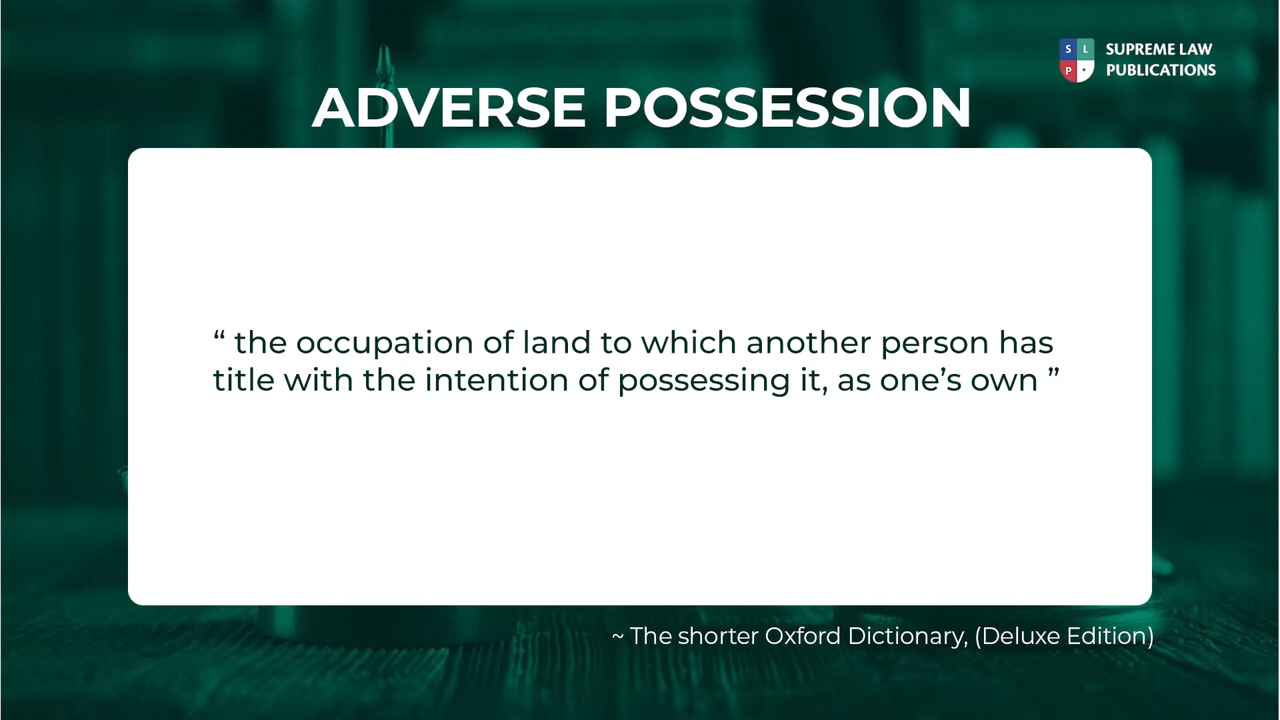 S L
P
SUPREME LAW
PUBLICATIONS
ADVERSE POSSESSION
“ the occupation of land to which another person has
title with the intention of possessing it, as one’s own ”
~ The shorter Oxford Dictionary, (Deluxe Edition)